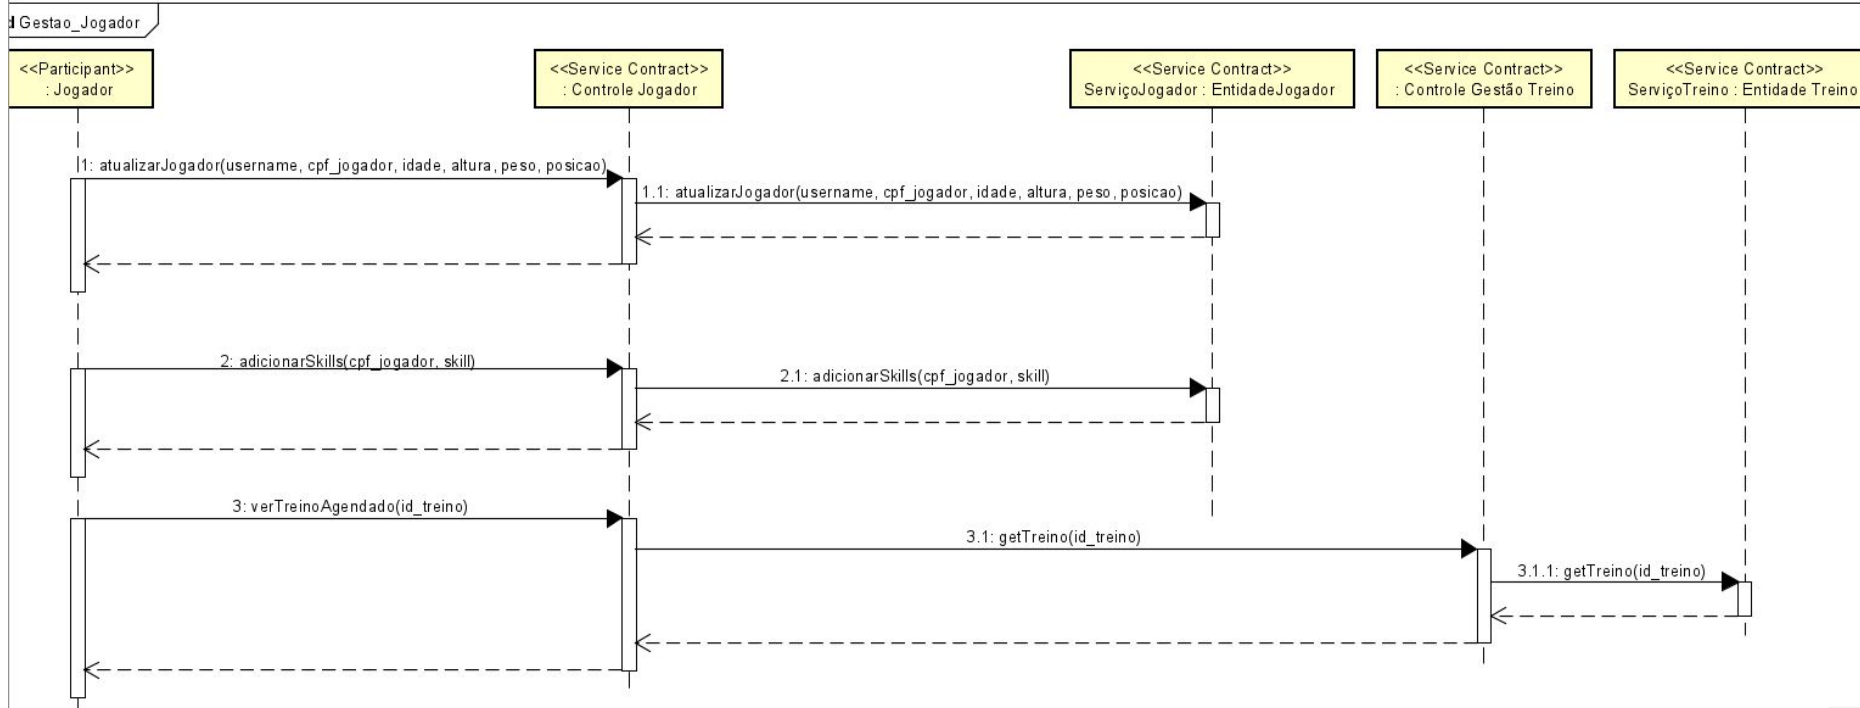 d Gestao_Jogador
<<Participant>>
: Jogador
<<Service Contract>>
: Controle Jogador
<<Service Contract>>
ServiçoJogador : EntidadeJogador
<<Service Contract>>
: Controle Gestão Treino
<<Service Contract>>
ServiçoTreino : Entidade Treino
1: atualizarJogador(username, cpf_jogador, idade, altura, peso, posicao)
1.1: atualizarJogador(username, cpf_jogador, idade, altura, peso, posicao)
2: adicionarSkills(cpf_jogador, skill)
2.1: adicionarSkills(cpf_jogador, skill)
3: verTreinoAgendado(id_treino)
3.1: getTreino(id_treino)
3.1.1: getTreino(id_treino)